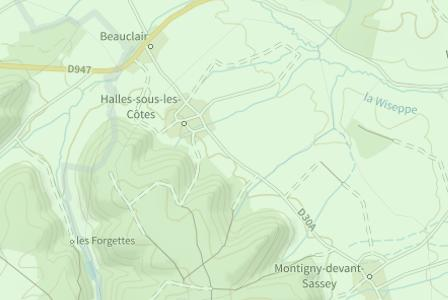 Beauclair
D947
la Wiseppe
Halles-sous-les-
Côtes
D30A
les Forgettes
Montigny-devant-
Sassey